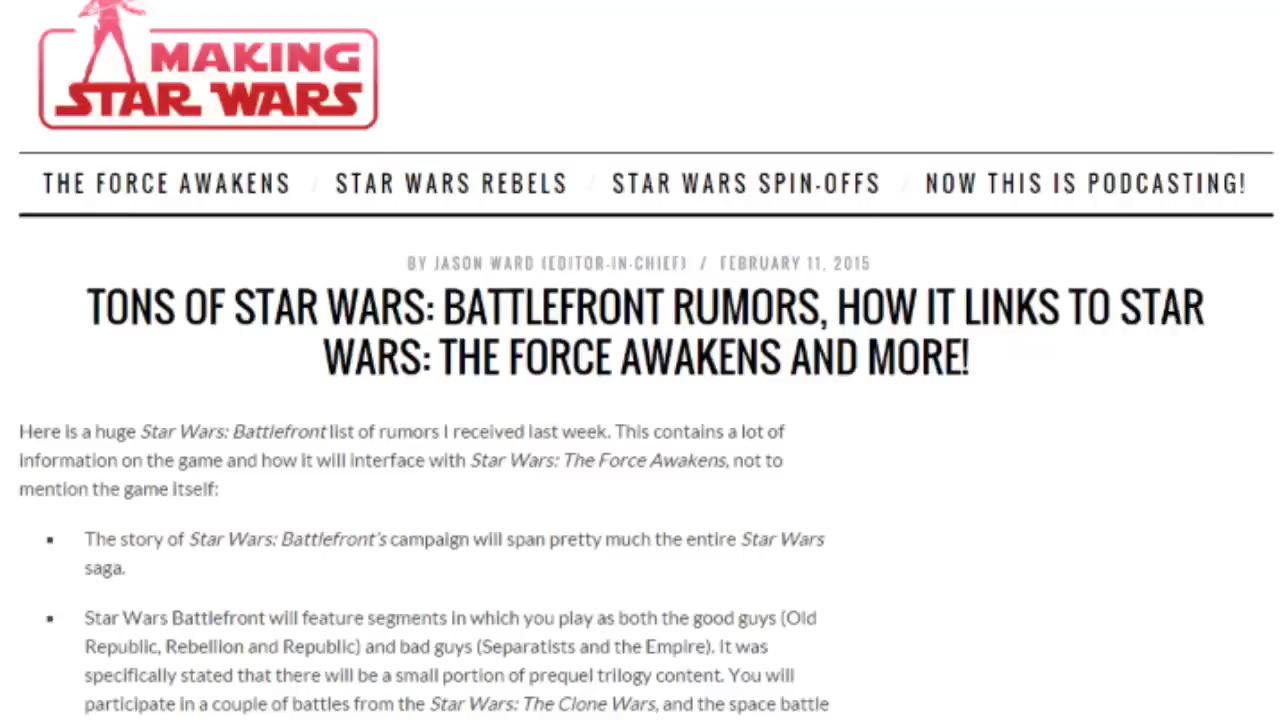 MAKING
STAR WARS
THE FORCE AWAKENS / STAR WARS REBELS / STAR WARS SPIN-OFFS / NOW THIS IS PODCASTING!
BY JASON WARD (EDITOR-IN-CHIEF) / FEBRUARY 11, 2015
TONS OF STAR WARS: BATTLEFRONT RUMORS, HOW IT LINKS TO STAR
WARS: THE FORCE AWAKENS AND MORE!
Here is a huge Star Wars: Battlefront list of rumors I received last week. This contains a lot of
information on the game and how it will interface with Star Wars: The Force Awakens, not to
mention the game itself:
▪ The story of Star Wars: Battlefront's campaign will span pretty much the entire Star Wars
saga.
▪ Star Wars Battlefront will feature segments in which you play as both the good guys (Old
Republic, Rebellion and Republic) and bad guys (Separatists and the Empire). It was
specifically stated that there will be a small portion of prequel trilogy content. You will
participate in a couple of battles from the Star Wars: The Clone Wars, and the space battle